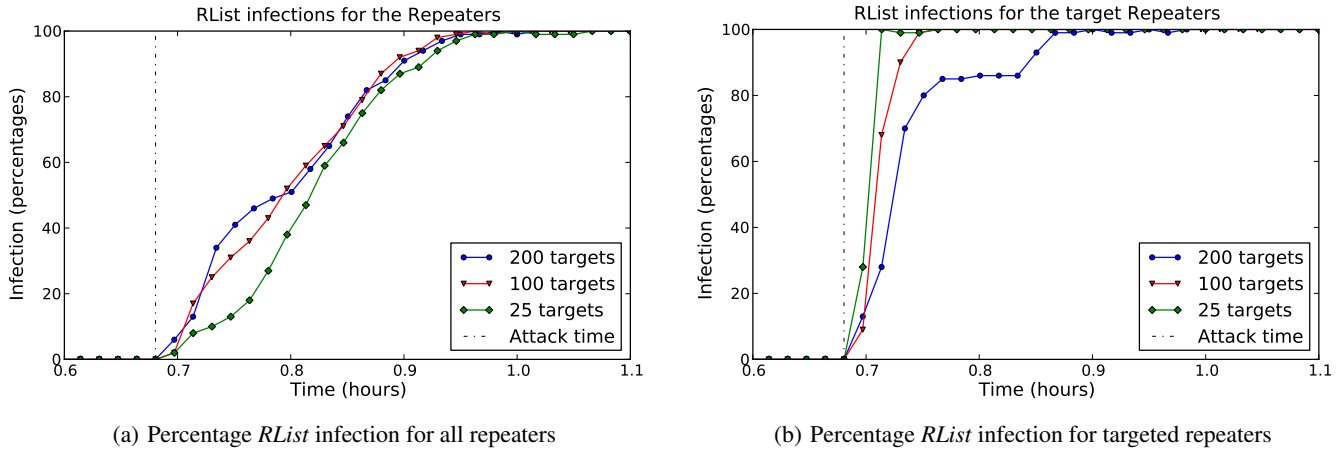 RList infections for the Repeaters
Infection (percentages)
100
80
60
40
20
0
0.6 0.7 0.8 0.9 1.0 1.1
Time (hours)
200 targets
100 targets
25 targets
Attack time
(a) Percentage RList infection for all repeaters
RList infections for the target Repeaters
Infection (percentages)
100
80
60
40
20
0
0.6 0.7 0.8 0.9 1.0 1.1
Time (hours)
200 targets
100 targets
25 targets
Attack time
(b) Percentage RList infection for targeted repeaters